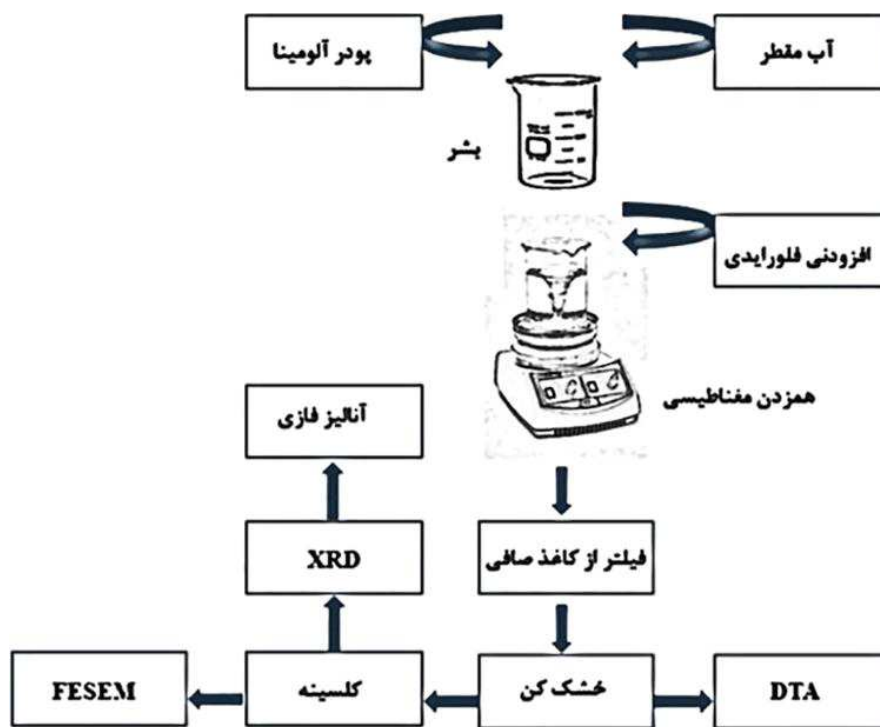 پودر آلومینا
آب مقطر
بشر
افزودنی فلورایدی
همزدن مغناطیسی
آنالیز فازی
XRD
فیلتر از کاغذ صافی
FESEM
کلسینه
خشک کن
DTA